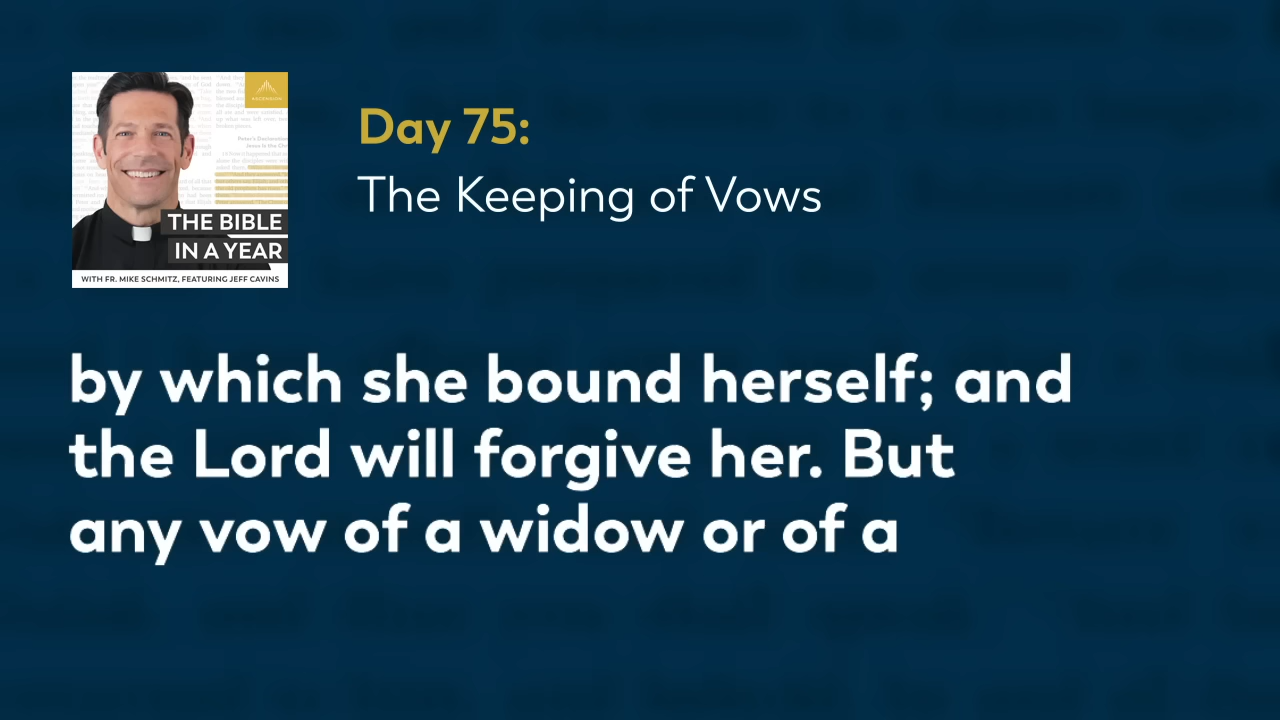 Day 75:
The Keeping of Vows
ASCENSION
THE BIBLE
IN A YEAR
WITH FR. MIKE SCHMITZ, FEATURING JEFF CAVINS
by which she bound herself; and
the Lord will forgive her. But
any vow of a widow or of a